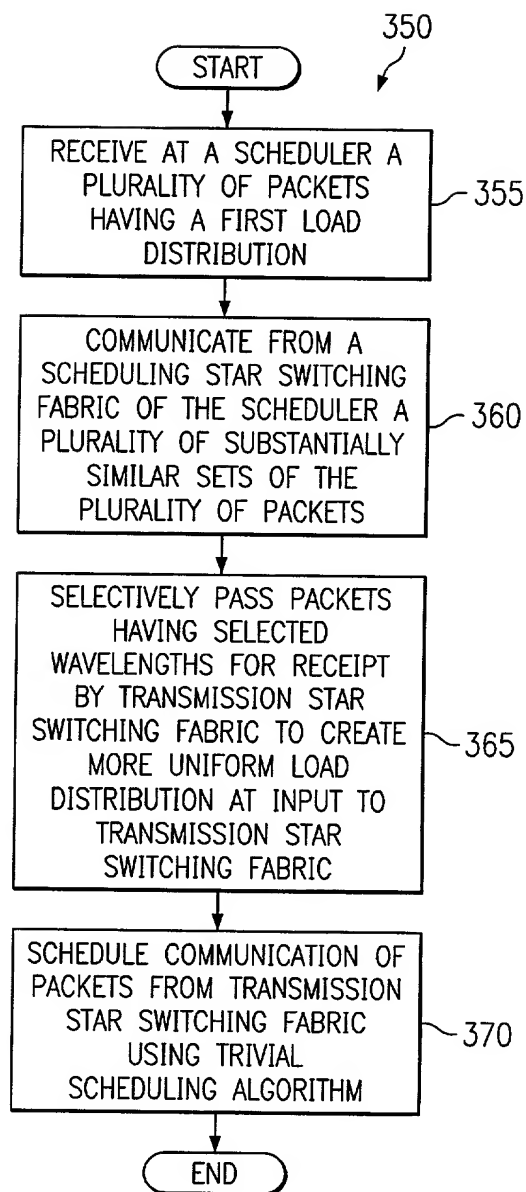 350
START
RECEIVE AT A SCHEDULER A
PLURALITY OF PACKETS
HAVING A FIRST LOAD
DISTRIBUTION
355
COMMUNICATE FROM A
SCHEDULING STAR SWITCHING
FABRIC OF THE SCHEDULER A
PLURALITY OF SUBSTANTIALLY
SIMILAR SETS OF THE
PLURALITY OF PACKETS
360
SELECTIVELY PASS PACKETS
HAVING SELECTED
WAVELENGTHS FOR RECEIPT
BY TRANSMISSION STAR
SWITCHING FABRIC TO CREATE
MORE UNIFORM LOAD
DISTRIBUTION AT INPUT TO
TRANSMISSION STAR
SWITCHING FABRIC
365
SCHEDULE COMMUNICATION OF
PACKETS FROM TRANSMISSION
STAR SWITCHING FABRIC
USING TRIVIAL
SCHEDULING ALGORITHM
370
END